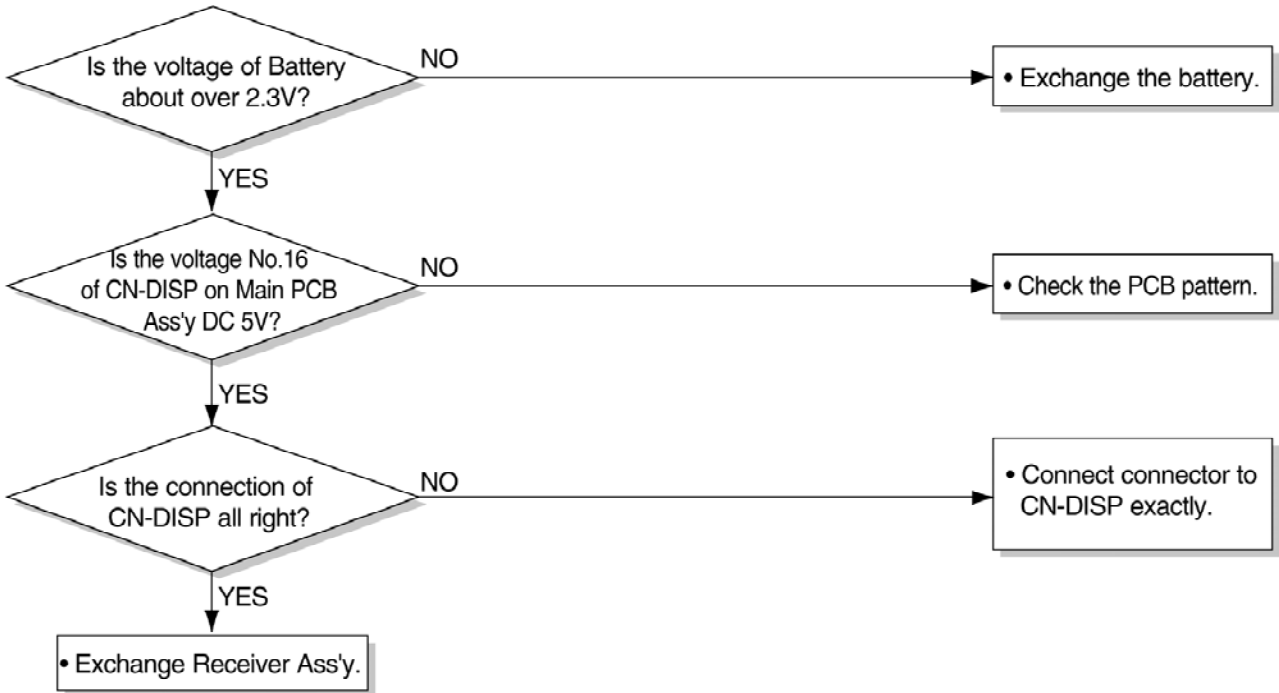 Is the voltage of Battery
about over 2.3V?
NO
• Exchange the battery.
YES
Is the voltage No.16
of CN-DISP on Main PCB
Ass'y DC 5V?
NO
• Check the PCB pattern.
YES
Is the connection of
CN-DISP all right?
NO
• Connect connector to
CN-DISP exactly.
YES
• Exchange Receiver Ass'y.